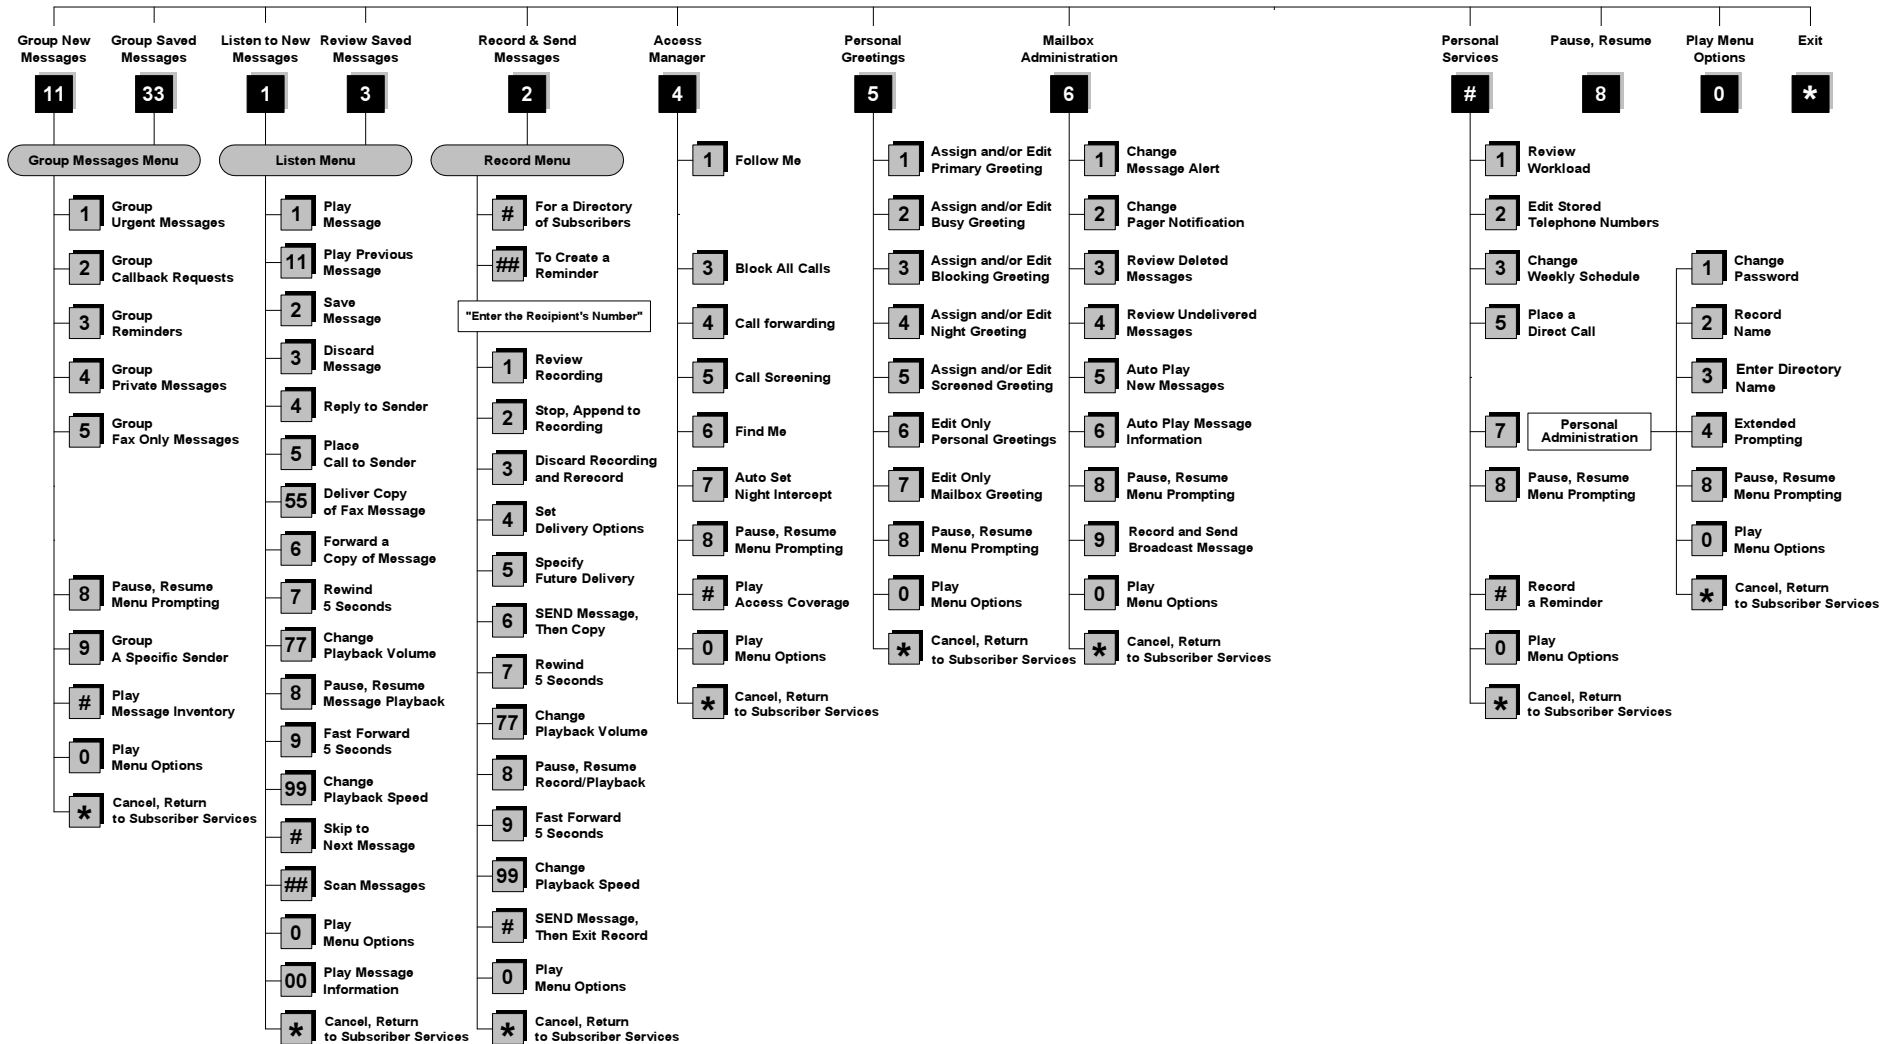 Group New
Messages
11
Group Saved
Messages
33
Group Messages Menu
1
Group
Urgent Messages
2
Group
Callback Requests
3
Group
Reminders
4
Group
Private Messages
5
Group
Fax Only Messages
8
Pause, Resume
Menu Prompting
9
Group
A Specific Sender
#
Play
Message Inventory
0
Play
Menu Options
*
Cancel, Return
to Subscriber Services
Listen to New
Messages
1
Review Saved
Messages
3
Listen Menu
1
Play
Message
11
Play Previous
Message
2
Save
Message
3
Discard
Message
4
Reply to Sender
5
Place
Call to Sender
55
Deliver Copy
of Fax Message
6
Forward a
Copy of Message
7
Rewind
5 Seconds
77
Change
Playback Volume
8
Pause, Resume
Message Playback
9
Fast Forward
5 Seconds
99
Change
Playback Speed
#
Skip to
Next Message
##
Scan Messages
0
Play
Menu Options
00
Play Message
Information
*
Cancel, Return
to Subscriber Services
Record & Send
Messages
2
Record Menu
#
For a Directory
of Subscribers
##
To Create a
Reminder
"Enter the Recipient's Number"
1
Review
Recording
2
Stop, Append to
Recording
3
Discard Recording
and Rerecord
4
Set
Delivery Options
5
Specify
Future Delivery
6
SEND Message,
Then Copy
7
Rewind
5 Seconds
77
Change
Playback Volume
8
Pause, Resume
Record/Playback
9
Fast Forward
5 Seconds
99
Change
Playback Speed
#
SEND Message,
Then Exit Record
0
Play
Menu Options
*
Cancel, Return
to Subscriber Services
Access
Manager
4
1
Follow Me
3
Block All Calls
4
Call forwarding
5
Call Screening
6
Find Me
7
Auto Set
Night Intercept
8
Pause, Resume
Menu Prompting
#
Play
Access Coverage
0
Play
Menu Options
*
Cancel, Return
to Subscriber Services
Personal
Greetings
5
1
Assign and/or Edit
Primary Greeting
2
Assign and/or Edit
Busy Greeting
3
Assign and/or Edit
Blocking Greeting
4
Assign and/or Edit
Night Greeting
5
Assign and/or Edit
Screened Greeting
6
Edit Only
Personal Greetings
7
Edit Only
Mailbox Greeting
8
Pause, Resume
Menu Prompting
0
Play
Menu Options
*
Cancel, Return
to Subscriber Services
Mailbox
Administration
6
1
Change
Message Alert
2
Change
Pager Notification
3
Review Deleted
Messages
4
Review Undelivered
Messages
5
Auto Play
New Messages
6
Auto Play Message
Information
8
Pause, Resume
Menu Prompting
9
Record and Send
Broadcast Message
0
Play
Menu Options
*
Cancel, Return
to Subscriber Services
Personal
Services
#
1
Review
Workload
2
Edit Stored
Telephone Numbers
3
Change
Weekly Schedule
5
Place a
Direct Call
7
Personal
Administration
8
Pause, Resume
Menu Prompting
#
Record
a Reminder
0
Play
Menu Options
*
Cancel, Return
to Subscriber Services
1
Change
Password
2
Record
Name
3
Enter Directory
Name
4
Extended
Prompting
8
Pause, Resume
Menu Prompting
0
Play
Menu Options
*
Cancel, Return
to Subscriber Services
Pause, Resume
8
Play Menu
Options
0
Exit
*